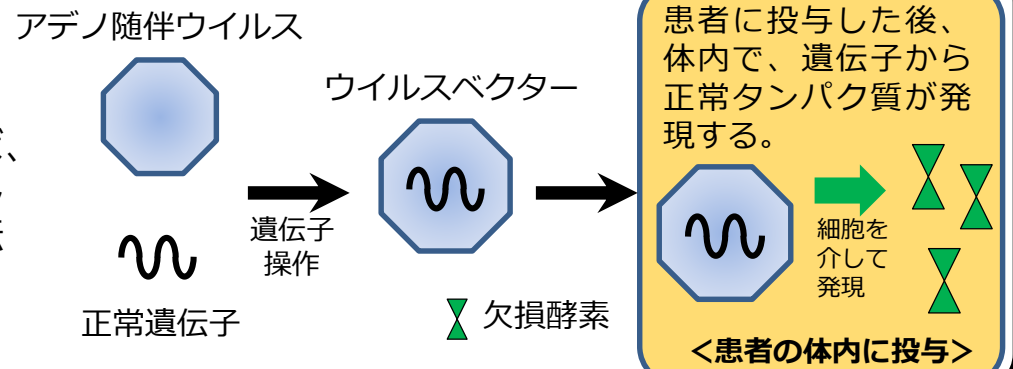 アデノ随伴ウイルス
ウイルスベクター
患者に投与した後、
体内で、遺伝子から
正常タンパク質が発
現する。
遺伝子
操作
正常遺伝子
欠損酵素
細胞を
介して
発現
<患者の体内に投与>